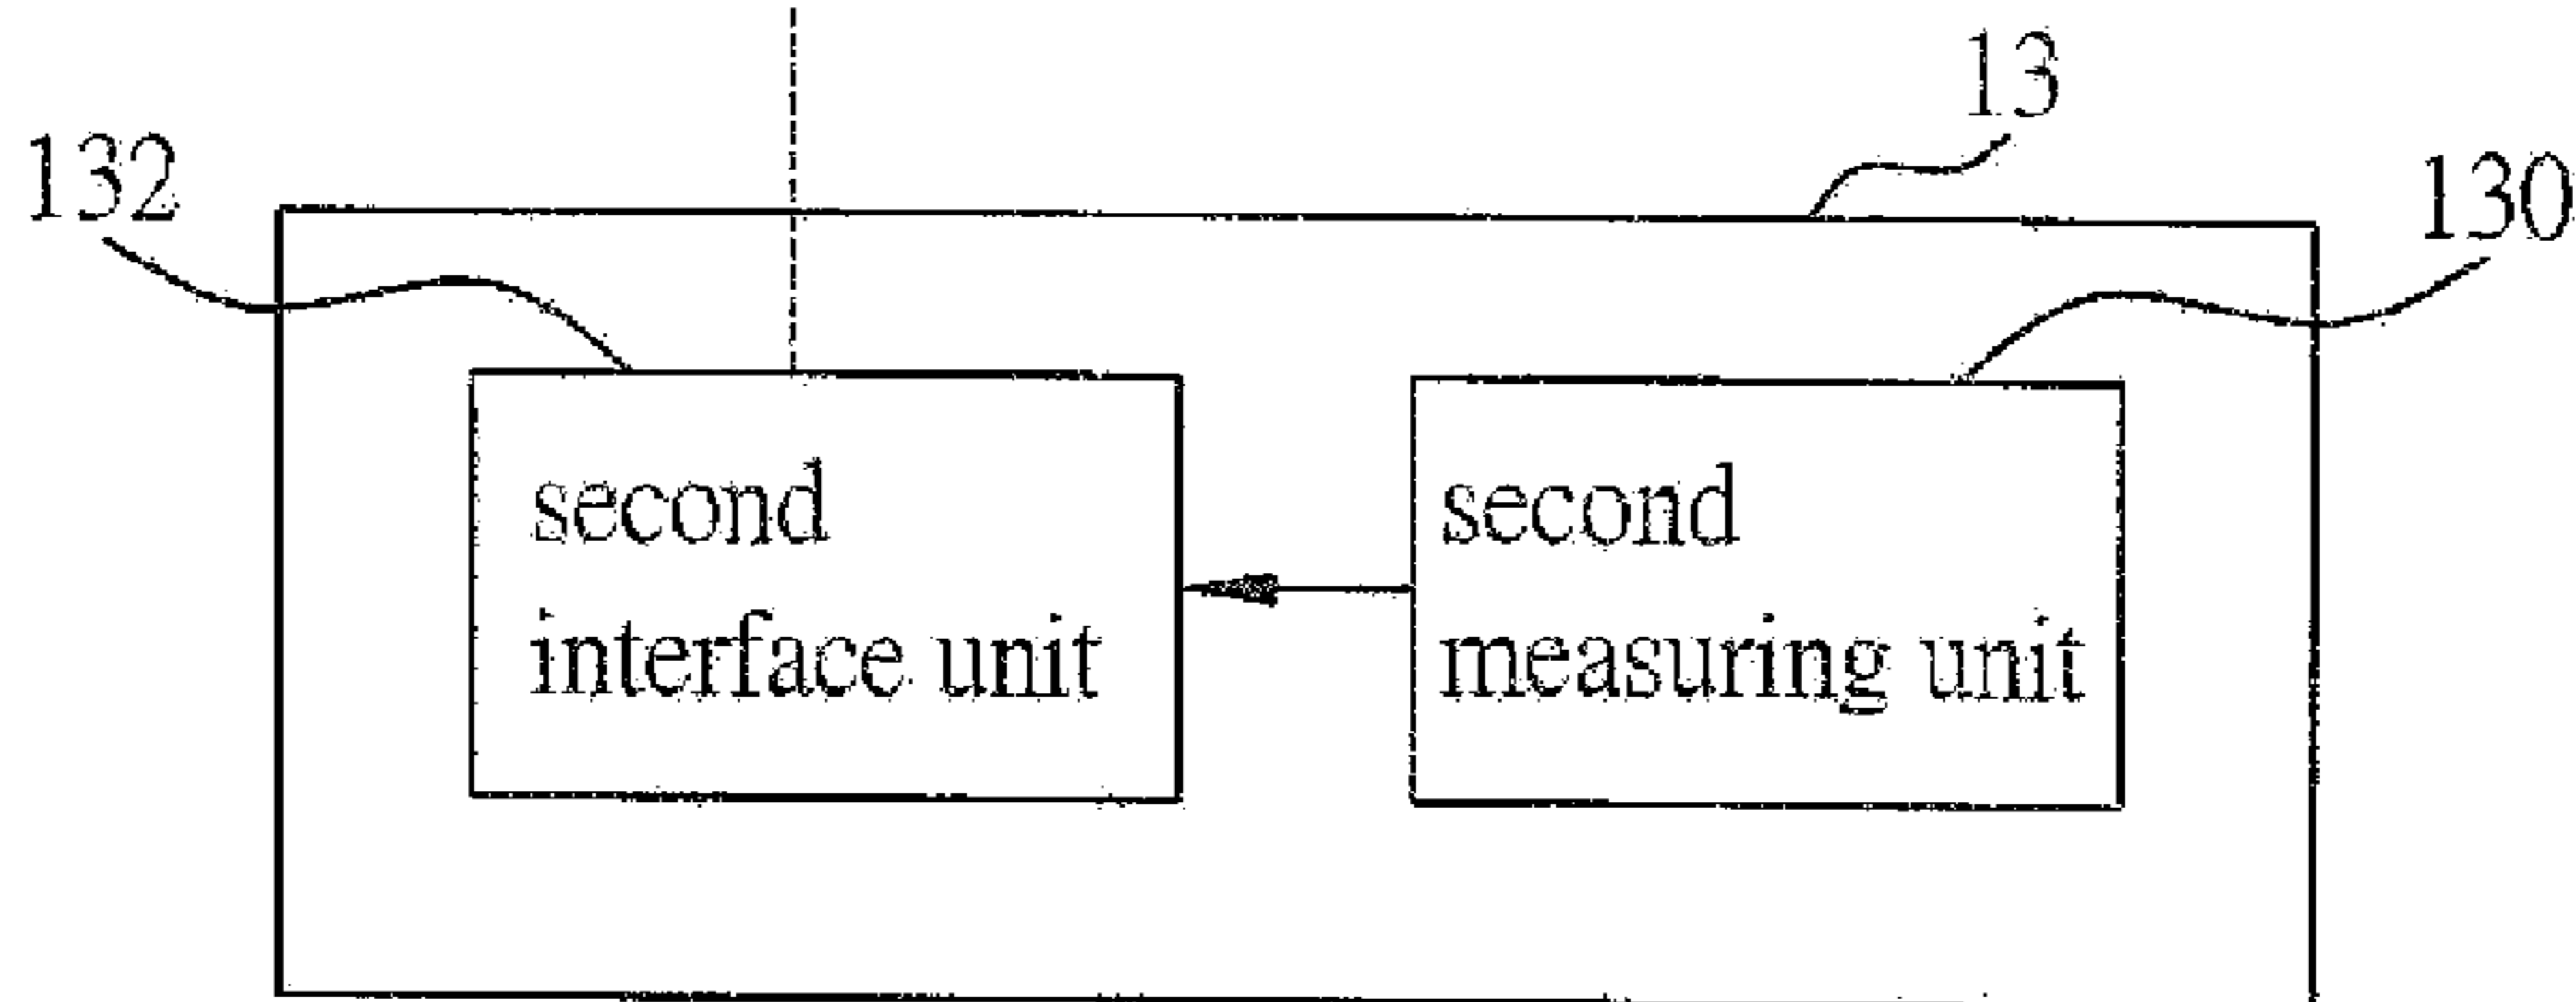 13
132
130
second
interface unit
second
measuring unit